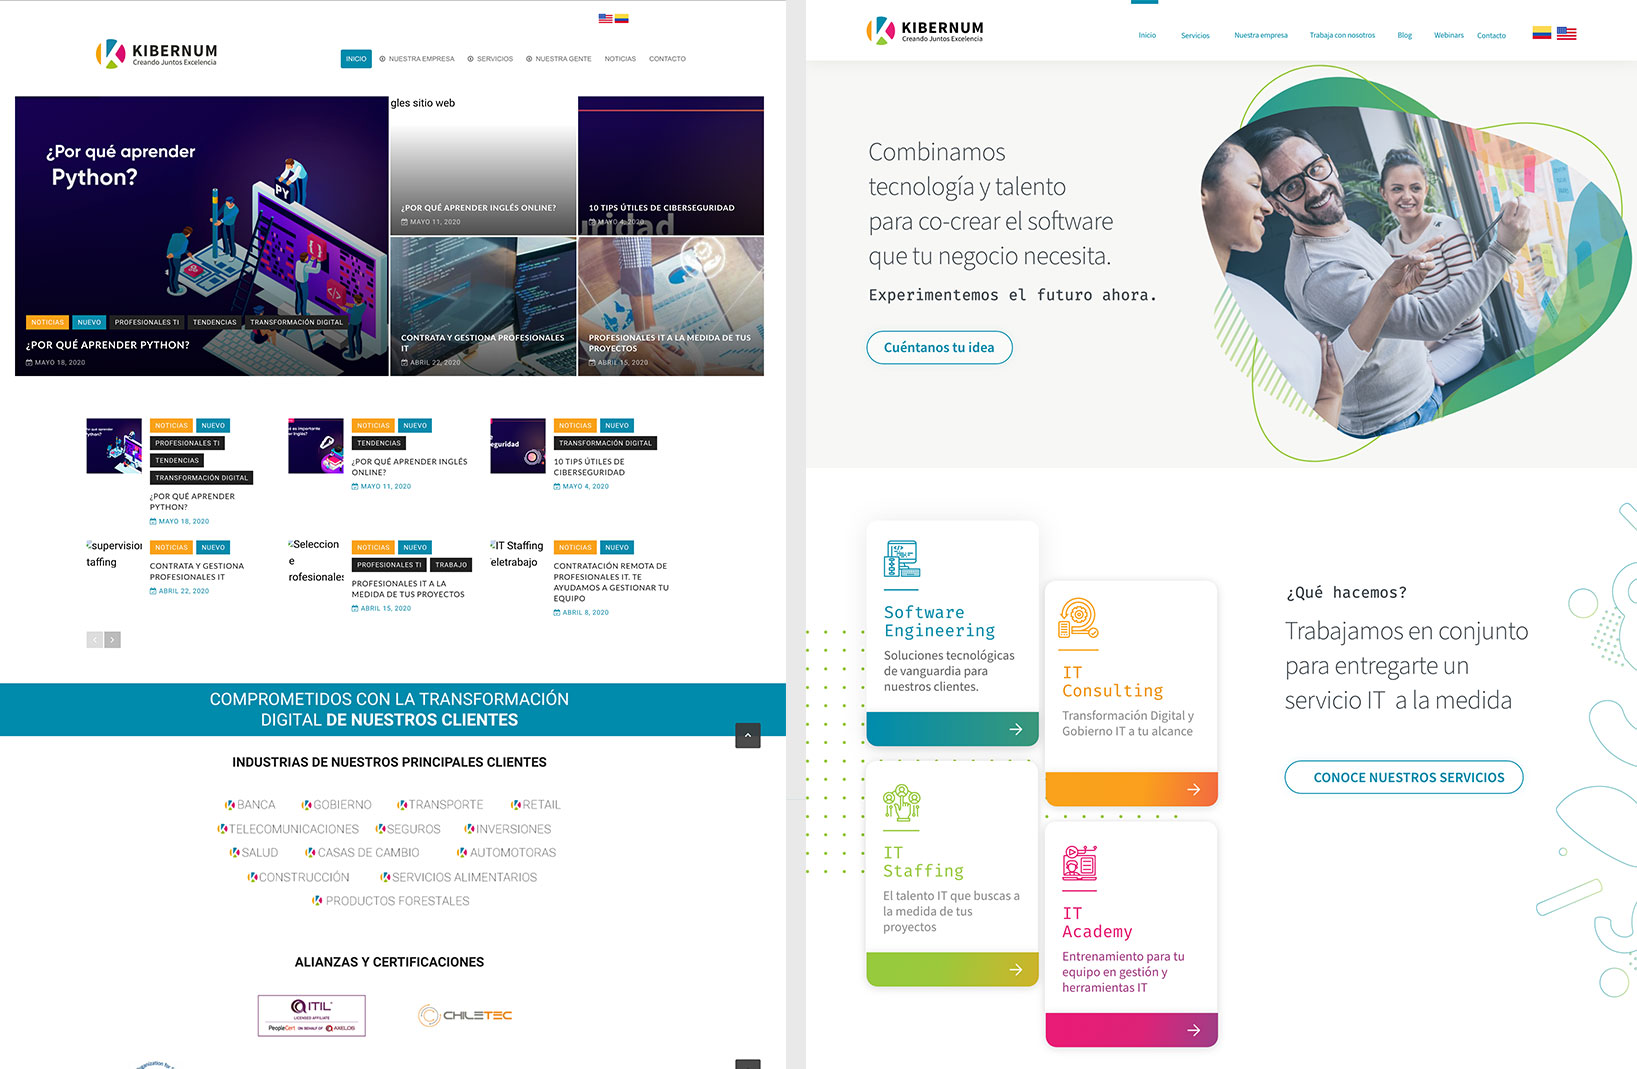 KIBERNUM
Creando Juntos Excelencia
INICIO
NUESTRA EMPRESA
SERVICIOS
NUESTRA GENTE
NOTICIAS
CONTACTO
¿Por qué aprender
Python?
PY
NOTICIAS
NUEVO
PROFESIONALES TI
TENDENCIAS
TRANSFORMACIÓN DIGITAL
¿POR QUÉ APRENDER PYTHON?
MAYO 18, 2020
gles sitio web
¿POR QUÉ APRENDER INGLÉS ONLINE?
MAYO 11, 2020
10 TIPS ÚTILES DE CIBERSEGURIDAD
MAYO 4, 2020
uridad
CONTRATA Y GESTIONA PROFESIONALES
IT
ABRIL 22, 2020
PROFESIONALES IT A LA MEDIDA DE TUS
PROYECTOS
ABRIL 15, 2020
NOTICIAS
NUEVO
PROFESIONALES TI
TENDENCIAS
TRANSFORMACIÓN DIGITAL
¿POR QUÉ APRENDER
PYTHON?
MAYO 18, 2020
NOTICIAS
NUEVO
TENDENCIAS
¿POR QUÉ APRENDER INGLÉS
ONLINE?
MAYO 11, 2020
eguridad
NOTICIAS
NUEVO
TRANSFORMACIÓN DIGITAL
10 TIPS ÚTILES DE
CIBERSEGURIDAD
MAYO 4, 2020
supervision
taffing
NOTICIAS
NUEVO
CONTRATA Y GESTIONA
PROFESIONALES IT
ABRIL 22, 2020
Seleccion
e
rofesionales
NOTICIAS
NUEVO
PROFESIONALES TI
TRABAJO
PROFESIONALES IT A LA
MEDIDA DE TUS PROYECTOS
ABRIL 15, 2020
IT Staffing
eletrabajo
NOTICIAS
NUEVO
CONTRATACIÓN REMOTA DE
PROFESIONALES IT. TE
AYUDAMOS A GESTIONAR TU
EQUIPO
ABRIL 8, 2020
COMPROMETIDOS CON LA TRANSFORMACIÓN
DIGITAL DE NUESTROS CLIENTES
INDUSTRIAS DE NUESTROS PRINCIPALES CLIENTES
BANCA
GOBIERNO
TRANSPORTE
RETAIL
TELECOMUNICACIONES
SEGUROS
INVERSIONES
SALUD
CASAS DE CAMBIO
AUTOMOTORAS
CONSTRUCCIÓN
SERVICIOS ALIMENTARIOS
PRODUCTOS FORESTALES
ALIANZAS Y CERTIFICACIONES
ITIL
LICENSED AFFILIATE
PeopleCert ON BEHALF OF AXELOS
CHILETEC
KIBERNUM
Creando Juntos Excelencia
Inicio
Servicios
Nuestra empresa
Trabaja con nosotros
Blog
Webinars
Contacto
Combinamos
tecnología y talento
para co-crear el software
que tu negocio necesita.
Experimentemos el futuro ahora.
Cuéntanos tu idea
Software
Engineering
Soluciones tecnológicas
de vanguardia para
nuestros clientes.
IT
Consulting
Transformación Digital y
Gobierno IT a tu alcance
IT
Staffing
El talento IT que buscas a
la medida de tus
proyectos
IT
Academy
Entrenamiento para tu
equipo en gestión y
herramientas IT
¿Qué hacemos?
Trabajamos en conjunto
para entregarte un
servicio IT a la medida
CONOCE NUESTROS SERVICIOS